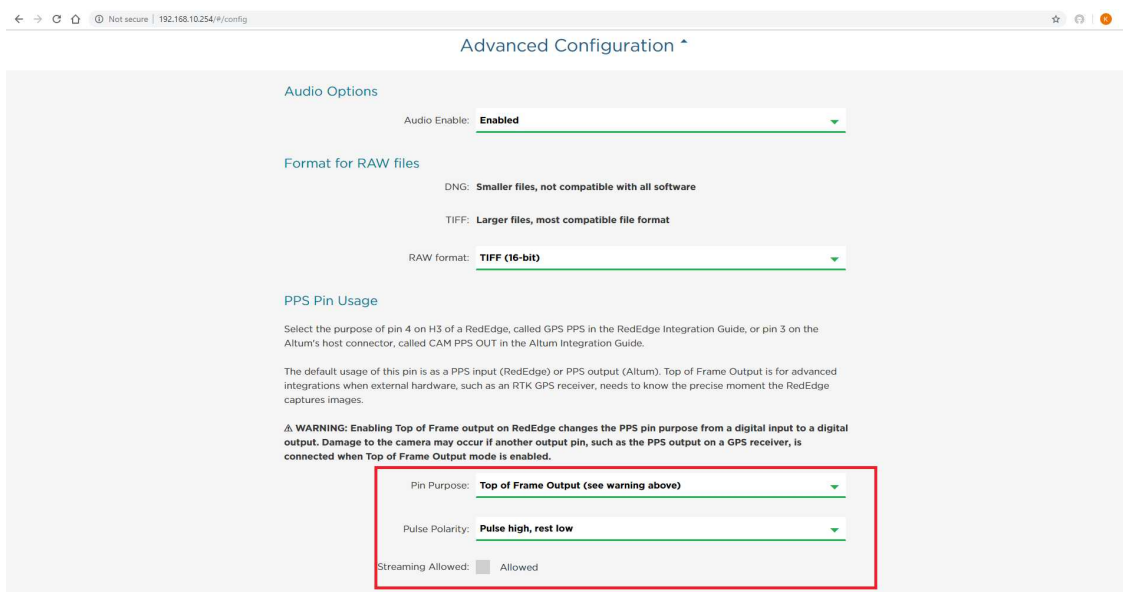 Not secure | 192.168.10.254/#/config
K
Advanced Configuration
Audio Options
Audio Enable: Enabled
Format for RAW files
DNG: Smaller files, not compatible with all software
TIFF: Larger files, most compatible file format
RAW format: TIFF (16-bit)
PPS Pin Usage
Select the purpose of pin 4 on H3 of a RedEdge, called GPS PPS in the RedEdge Integration Guide, or pin 3 on the
Altum's host connector, called CAM PPS OUT in the Altum Integration Guide.
The default usage of this pin is as a PPS input (RedEdge) or PPS output (Altum). Top of Frame Output is for advanced
integrations when external hardware, such as an RTK GPS receiver, needs to know the precise moment the RedEdge
captures images.
⚠ WARNING: Enabling Top of Frame output on RedEdge changes the PPS pin purpose from a digital input to a digital
output. Damage to the camera may occur if another output pin, such as the PPS output on a GPS receiver, is
connected when Top of Frame Output mode is enabled.
Pin Purpose: Top of Frame Output (see warning above)
Pulse Polarity: Pulse high, rest low
Streaming Allowed: Allowed